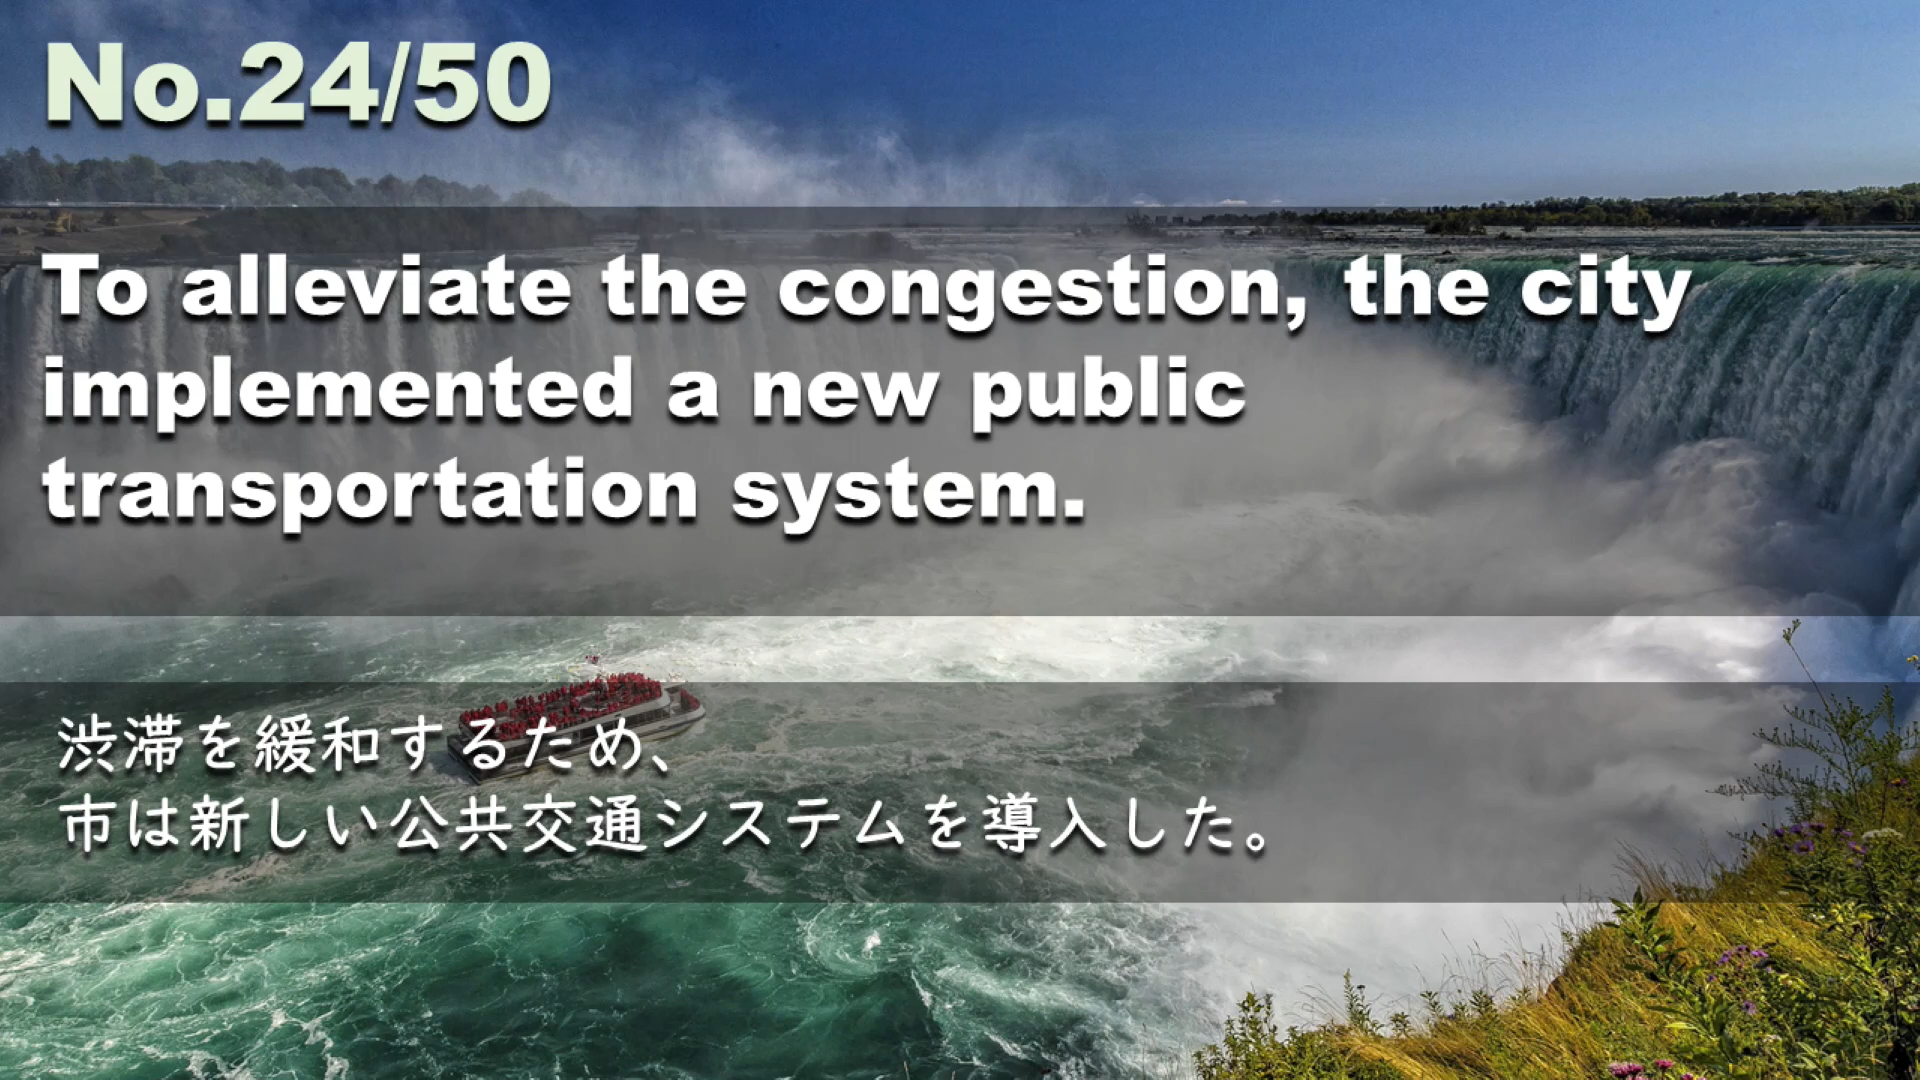 No.24/50
To alleviate the congestion, the city
implemented a new public
transportation system.
渋滞を緩和するため、
市は新しい公共交通システムを導入した。